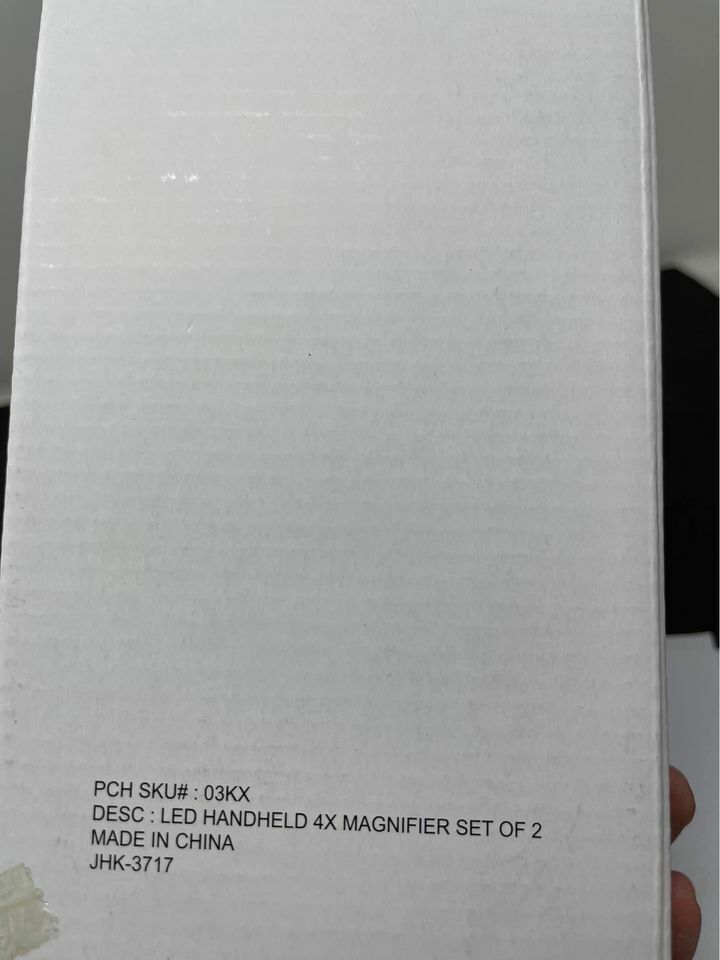 PCH SKU# : 03KX
DESC : LED HANDHELD 4X MAGNIFIER SET OF 2
MADE IN CHINA
JHK-3717